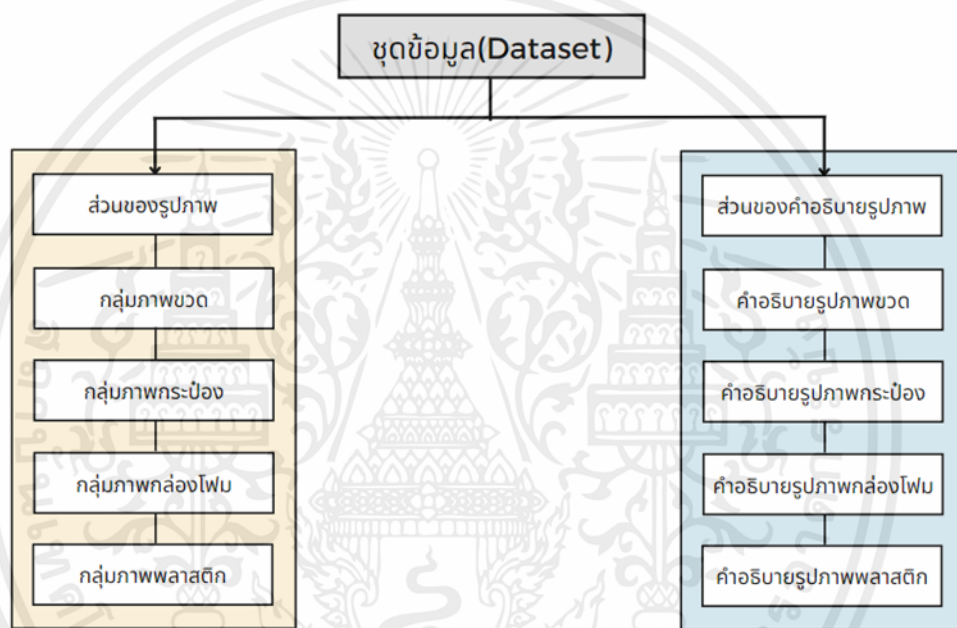 ชุดข้อมูล(Dataset)
ส่วนของรูปภาพ
กลุ่มภาพขวด
กลุ่มภาพกระป๋อง
กลุ่มภาพกล่องโฟม
กลุ่มภาพพลาสติก
ส่วนของคำอธิบายรูปภาพ
คำอธิบายรูปภาพขวด
คำอธิบายรูปภาพกระป๋อง
คำอธิบายรูปภาพกล่องโฟม
คำอธิบายรูปภาพพลาสติก